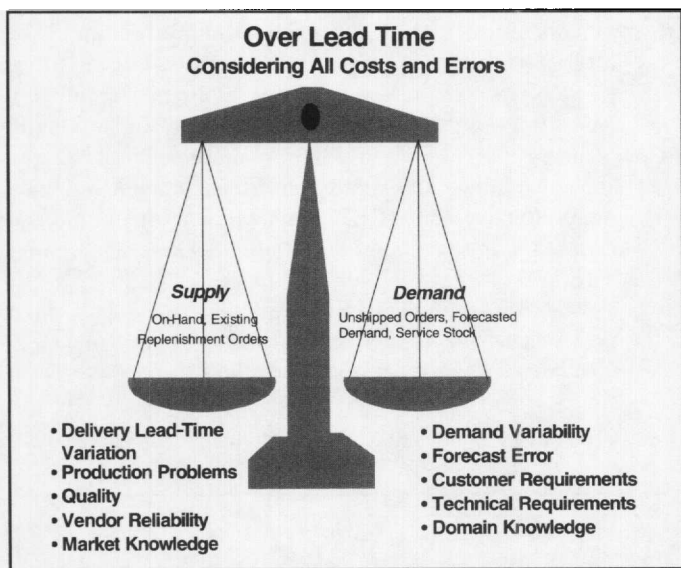 Over Lead Time
Considering All Costs and Errors
Supply
On-Hand, Existing
Replenishment Orders
Demand
Unshipped Orders, Forecasted
Demand, Service Stock
• Delivery Lead-Time
Variation
• Production Problems
• Quality
• Vendor Reliability
• Market Knowledge
• Demand Variability
• Forecast Error
• Customer Requirements
• Technical Requirements
• Domain Knowledge